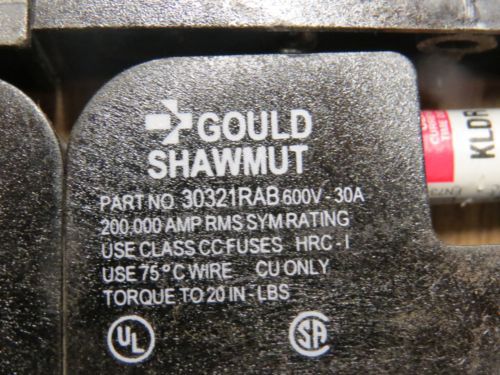 GOULD
SHAWMUT
PART NO 30321RAB 600V - 30A
200,000 AMP RMS SYM RATING
USE CLASS CC FUSES HRC - I
USE 75°C WIRE CU ONLY
TORQUE TO 20 IN - LBS
UL
SA
KLDR